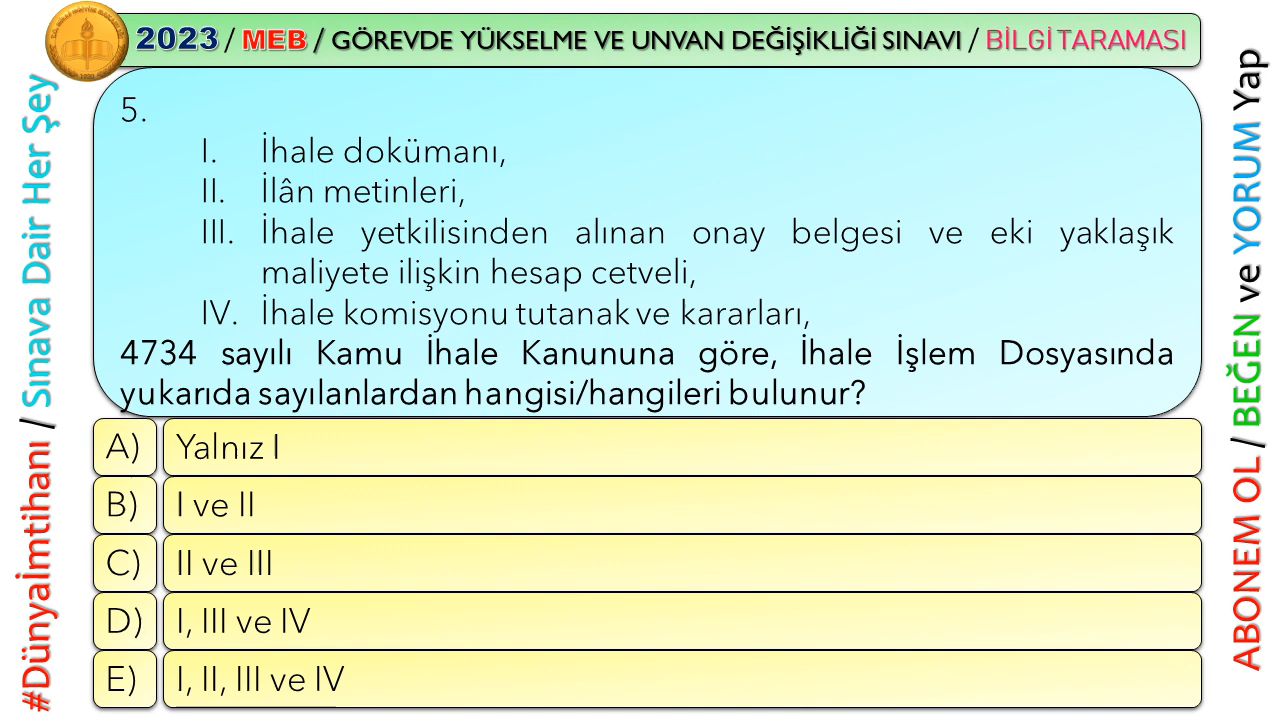 2023 / MEB / GÖREVDE YÜKSELME VE UNVAN DEĞİŞİKLİĞİ SINAVI / BİLGİ TARAMASI
#Dünyaİmtihanı / Sınava Dair Her Şey
5.
I. İhale dokümanı,
II. İlân metinleri,
III. İhale yetkilisinden alınan onay belgesi ve eki yaklaşık
maliyete ilişkin hesap cetveli,
IV. İhale komisyonu tutanak ve kararları,
4734 sayılı Kamu İhale Kanununa göre, İhale İşlem Dosyasında
yukarıda sayılanlardan hangisi/hangileri bulunur?
A) Yalnız I
B) I ve II
C) II ve III
D) I, III ve IV
E) I, II, III ve IV
ABONEM OL / BEĞEN ve YORUM Yap